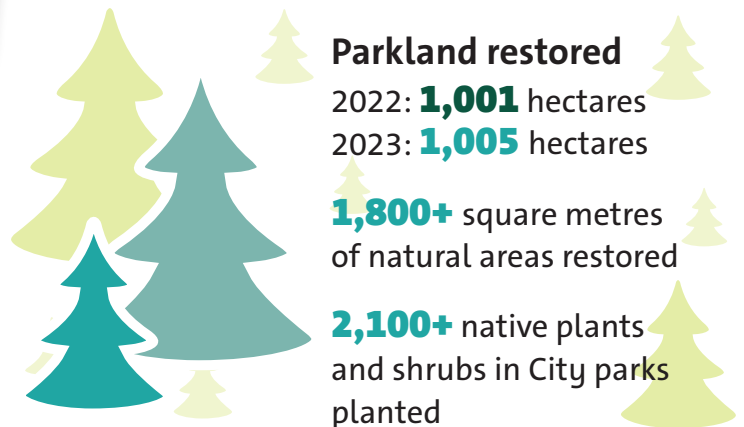 Parkland restored
2022: 1,001 hectares
2023: 1,005 hectares
1,800+ square metres
of natural areas restored
2,100+ native plants
and shrubs in City parks
planted